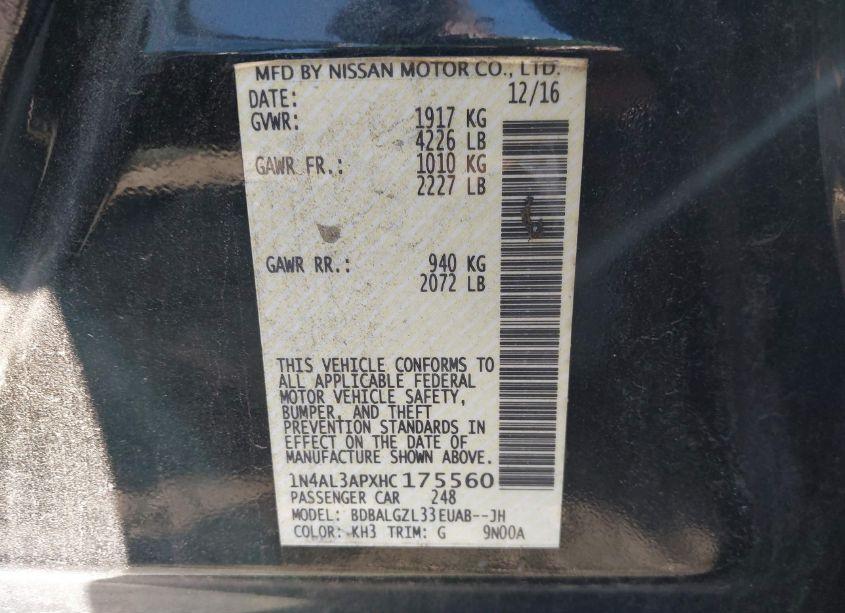 MFD BY NISSAN MOTOR CO., LTD.
DATE: 12/16
GVWR: 1917 KG
4226 LB
GAWR FR.: 1010 KG
2227 LB
GAWR RR.: 940 KG
2072 LB
THIS VEHICLE CONFORMS TO
ALL APPLICABLE FEDERAL
MOTOR VEHICLE SAFETY,
BUMPER, AND THEFT
PREVENTION STANDARDS IN
EFFECT ON THE DATE OF
MANUFACTURE SHOWN ABOVE.
1N4AL3APXHC175560
PASSENGER CAR 248
MODEL: BDBALGZL33EUAB--JH
COLOR: KH3 TRIM: G 9N00A